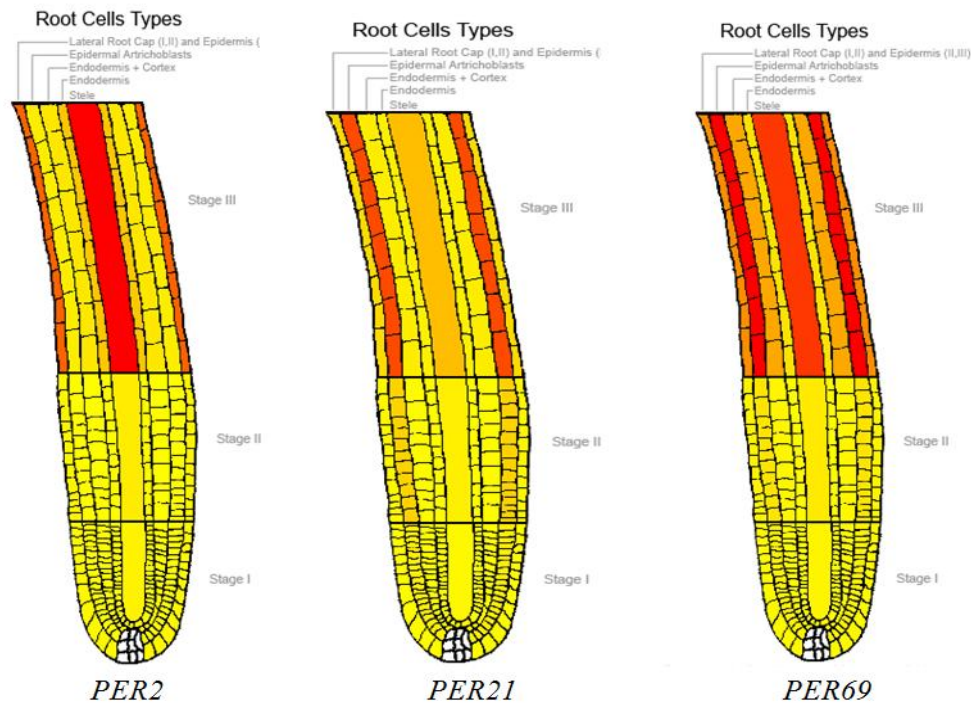 Root Cells Types
Lateral Root Cap (I,II) and Epidermis (
Epidermal Artrichoblasts
Endodermis + Cortex
Endodermis
Stele
Stage III
Stage II
Stage I
PER2
Root Cells Types
Lateral Root Cap (I,II) and Epidermis (
Epidermal Artrichoblasts
Endodermis + Cortex
Endodermis
Stele
Stage III
Stage II
Stage I
PER21
Root Cells Types
Lateral Root Cap (I,II) and Epidermis (II,III)
Epidermal Artrichoblasts
Endodermis + Cortex
Endodermis
Stele
Stage III
Stage II
Stage I
PER69